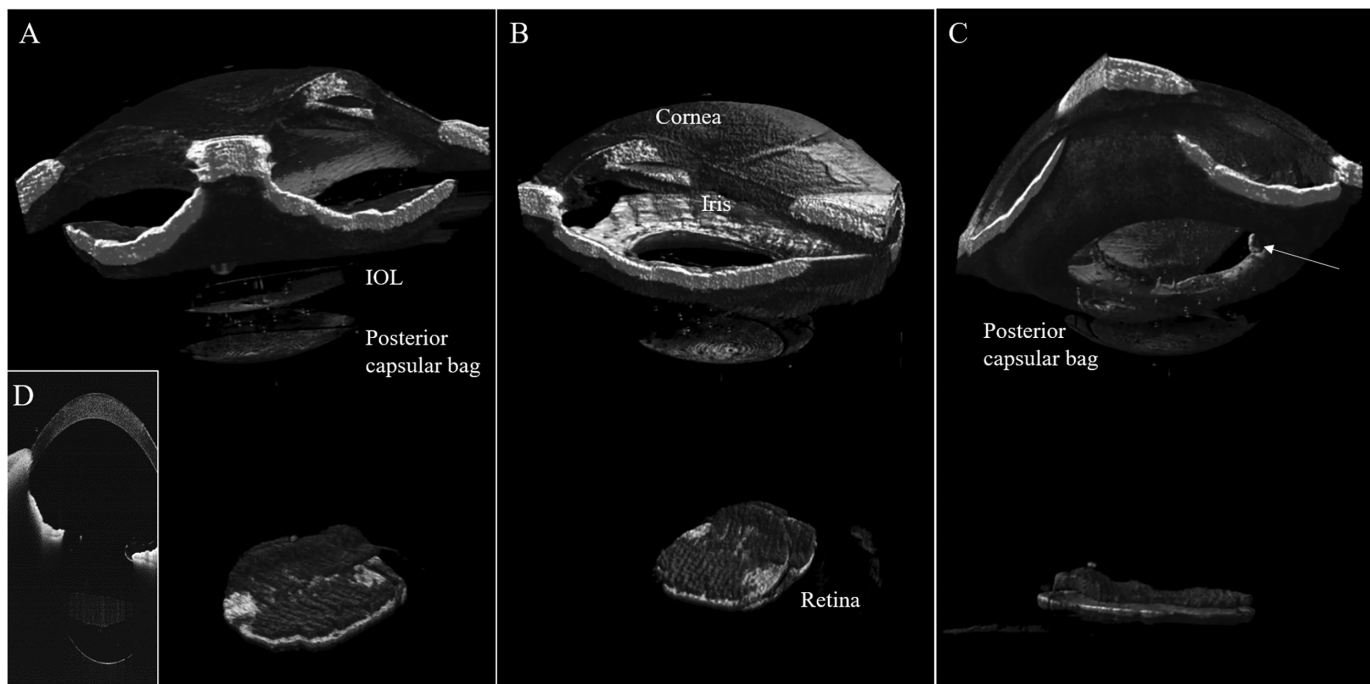 A
B
C
Cornea
Iris
IOL
Posterior
capsular bag
Posterior
capsular bag
D
Retina